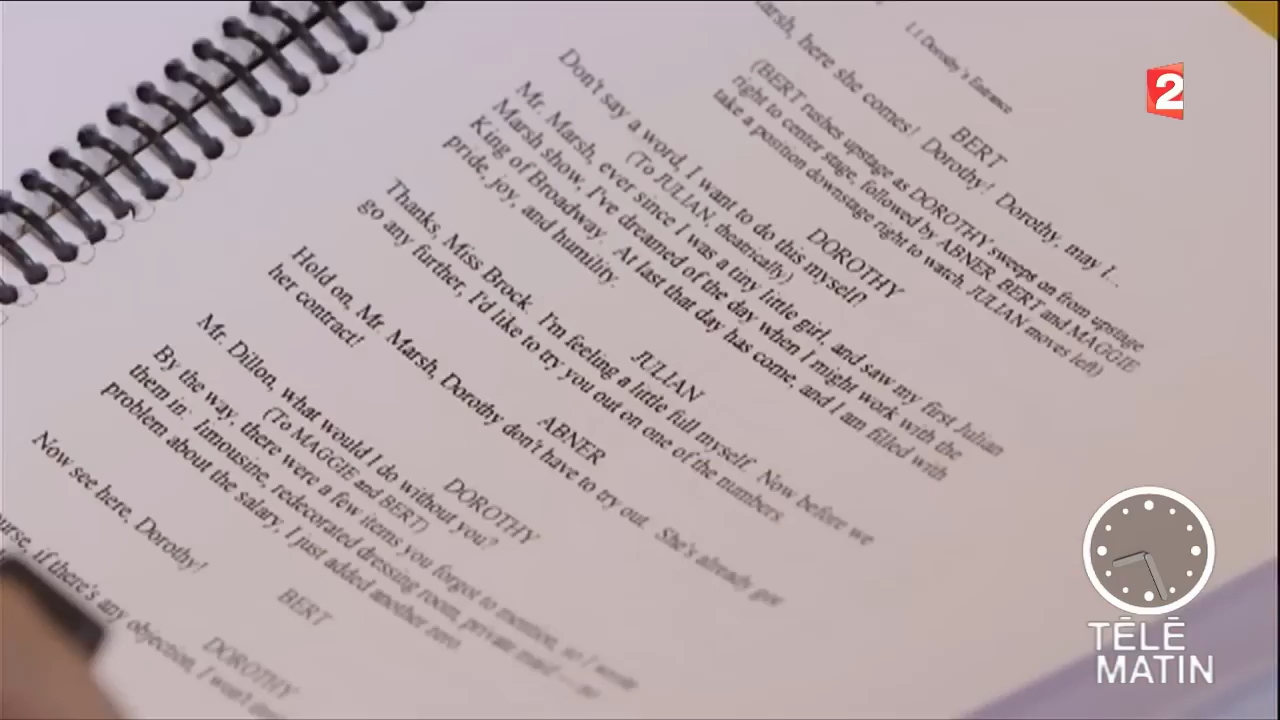 1.1 Dorothy's Entrance
BERT
Marsh, here she comes! Dorothy! Dorothy, may I...
(BERT rushes upstage as DOROTHY sweeps on from upstage
right to center stage, followed by ABNER. BERT and MAGGIE
take a position downstage right to watch. JULIAN moves left)
DOROTHY
Don't say a word, I want to do this myself!
(To JULIAN, theatrically)
Mr. Marsh, ever since I was a tiny little girl, and saw my first Julian
Marsh show, I've dreamed of the day when I might work with the
King of Broadway. At last that day has come, and I am filled with
pride, joy, and humility.
JULIAN
Thanks, Miss Brock. I'm feeling a little full myself. Now before we
go any further, I'd like to try you out on one of the numbers.
ABNER
Hold on, Mr. Marsh, Dorothy don't have to try out. She's already got
her contract!
DOROTHY
Mr. Dillon, what would I do without you?
(To MAGGIE and BERT)
By the way, there were a few items you forgot to mention, so I wrote
them in: limousine, redecorated dressing room, private maid — no
problem about the salary, I just added another zero.
BERT
Now see here, Dorothy!
DOROTHY
if there's any objection, I won't
2
TÉLÉ
MATIN